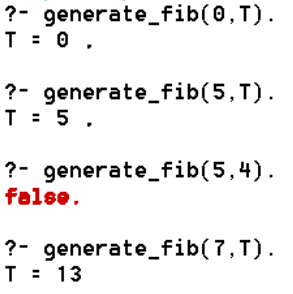 ?- generate_fib(0,T).
T = 0 .
?- generate_fib(5,T).
T = 5 .
?- generate_fib(5,4).
false.
?- generate_fib(7,T).
T = 13